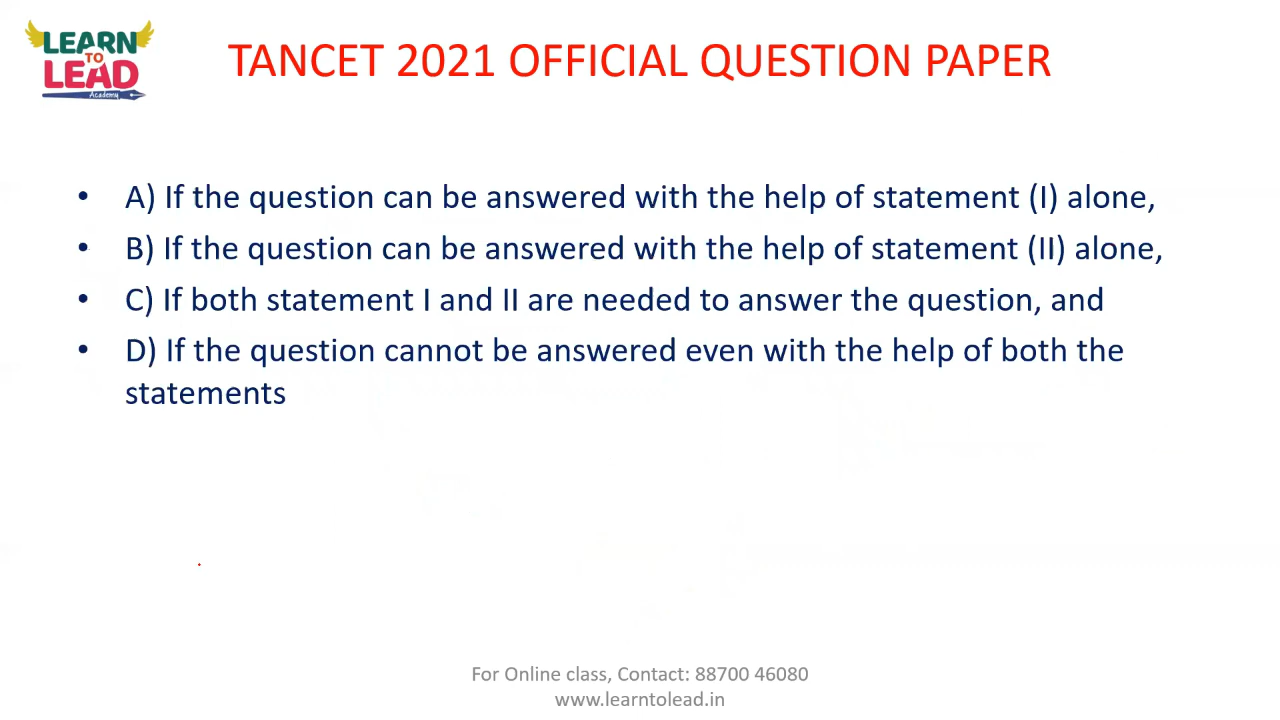 LEARN
TO
LEAD
Academy
TANCET 2021 OFFICIAL QUESTION PAPER
• A) If the question can be answered with the help of statement (I) alone,
• B) If the question can be answered with the help of statement (II) alone,
• C) If both statement I and II are needed to answer the question, and
• D) If the question cannot be answered even with the help of both the
statements
For Online class, Contact: 88700 46080
www.learntolead.in